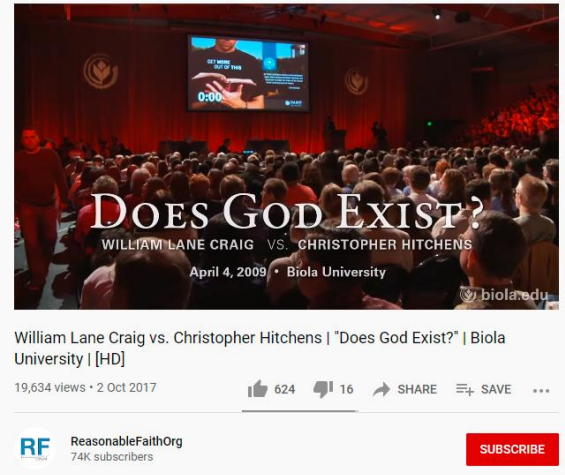 GET MORE
OUT OF THIS
0:00
DOES GOD EXIST?
WILLIAM LANE CRAIG VS. CHRISTOPHER HITCHENS
April 4, 2009 • Biola University
biola.edu
William Lane Craig vs. Christopher Hitchens | "Does God Exist?" | Biola
University | [HD]
19,634 views • 2 Oct 2017
624
16
SHARE
SAVE
RF
ReasonableFaithOrg
74K subscribers
SUBSCRIBE